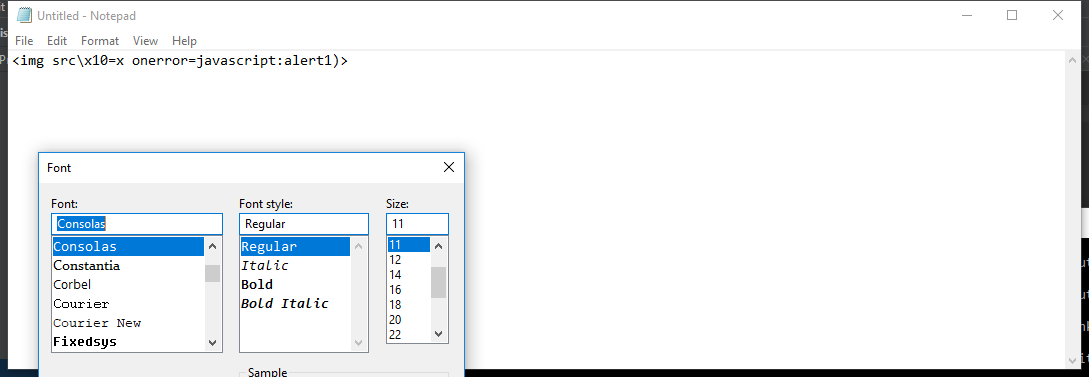 Untitled - Notepad
File Edit Format View Help
<img src\x10=x onerror=javascript:alert1)>
Font
Font: Font style: Size:
Consolas Regular 11
Consolas Regular 11
Constantia Italic 12
Corbel Bold 14
Courier Bold Italic 16
Courier New 18
Fixedsys 20
22
Sample